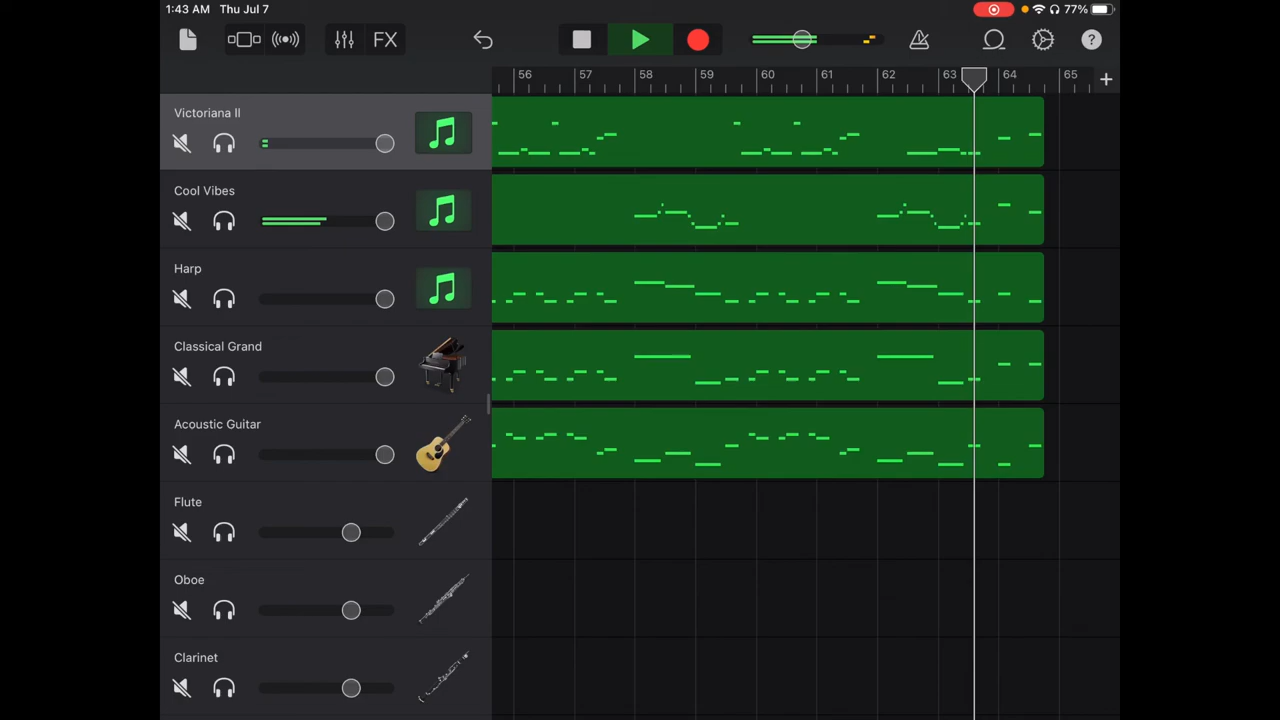 1:43 AM Thu Jul 7
77%
FX
?
56 57 58 59 60 61 62 63 64 65 +
Victoriana II
Cool Vibes
Harp
Classical Grand
Acoustic Guitar
Flute
Oboe
Clarinet